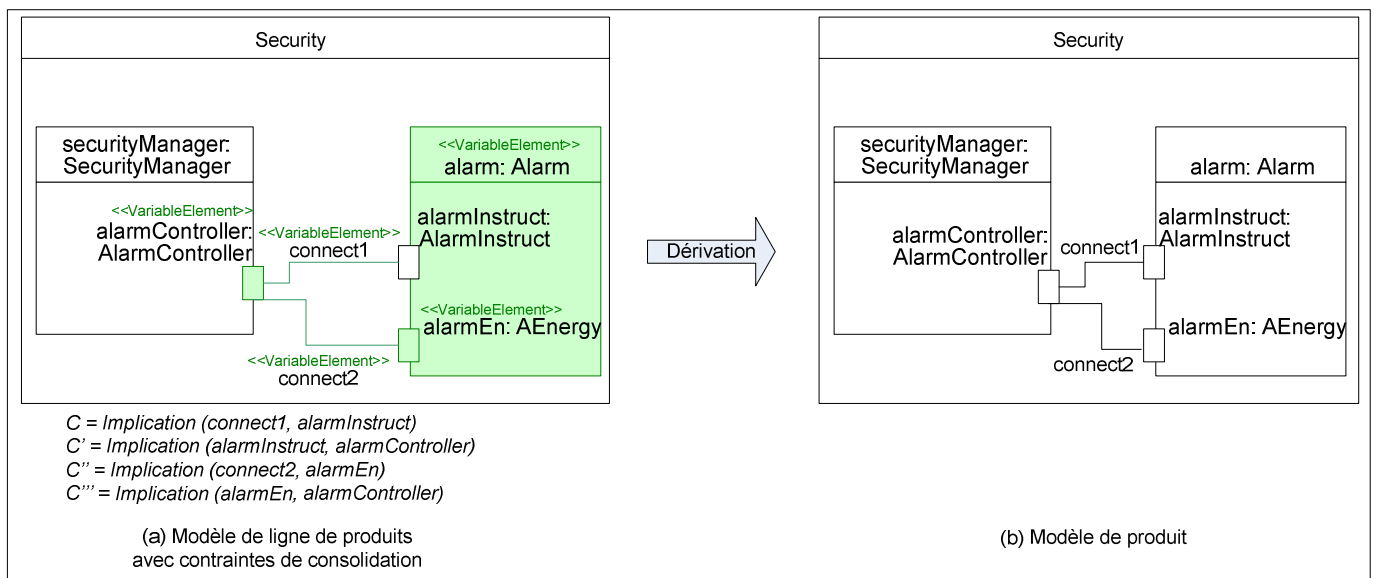 Security
securityManager:
SecurityManager
<<VariableElement>>
alarmController:
AlarmController
<<VariableElement>>
connect1
<<VariableElement>>
connect2
<<VariableElement>>
alarm: Alarm
alarmInstruct:
AlarmInstruct
<<VariableElement>>
alarmEn: AEnergy
C = Implication (connect1, alarmInstruct)
C' = Implication (alarmInstruct, alarmController)
C'' = Implication (connect2, alarmEn)
C''' = Implication (alarmEn, alarmController)
(a) Modèle de ligne de produits
avec contraintes de consolidation
Dérivation
Security
securityManager:
SecurityManager
alarmController:
AlarmController
connect1
connect2
alarm: Alarm
alarmInstruct:
AlarmInstruct
alarmEn: AEnergy
(b) Modèle de produit